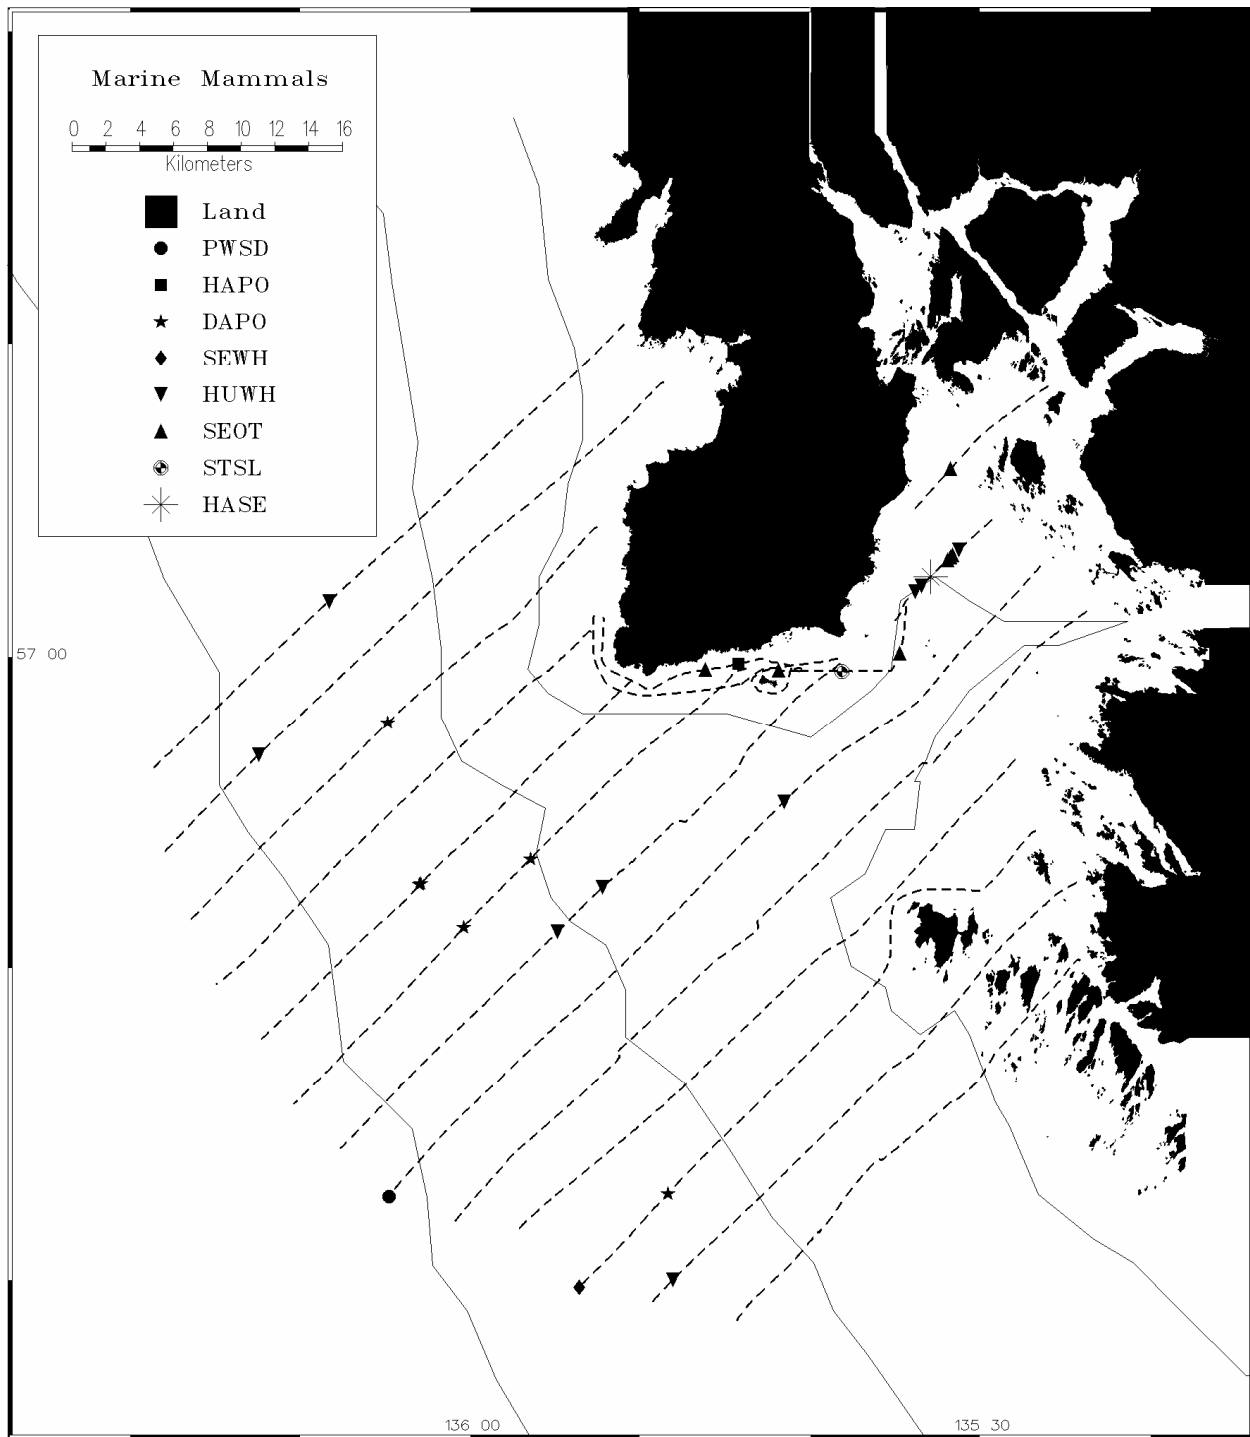 Marine Mammals
0 2 4 6 8 10 12 14 16
Kilometers
Land
PWSD
HAPO
DAPO
SEWH
HUWH
SEOT
STSL
HASE
57 00
136 00
135 30